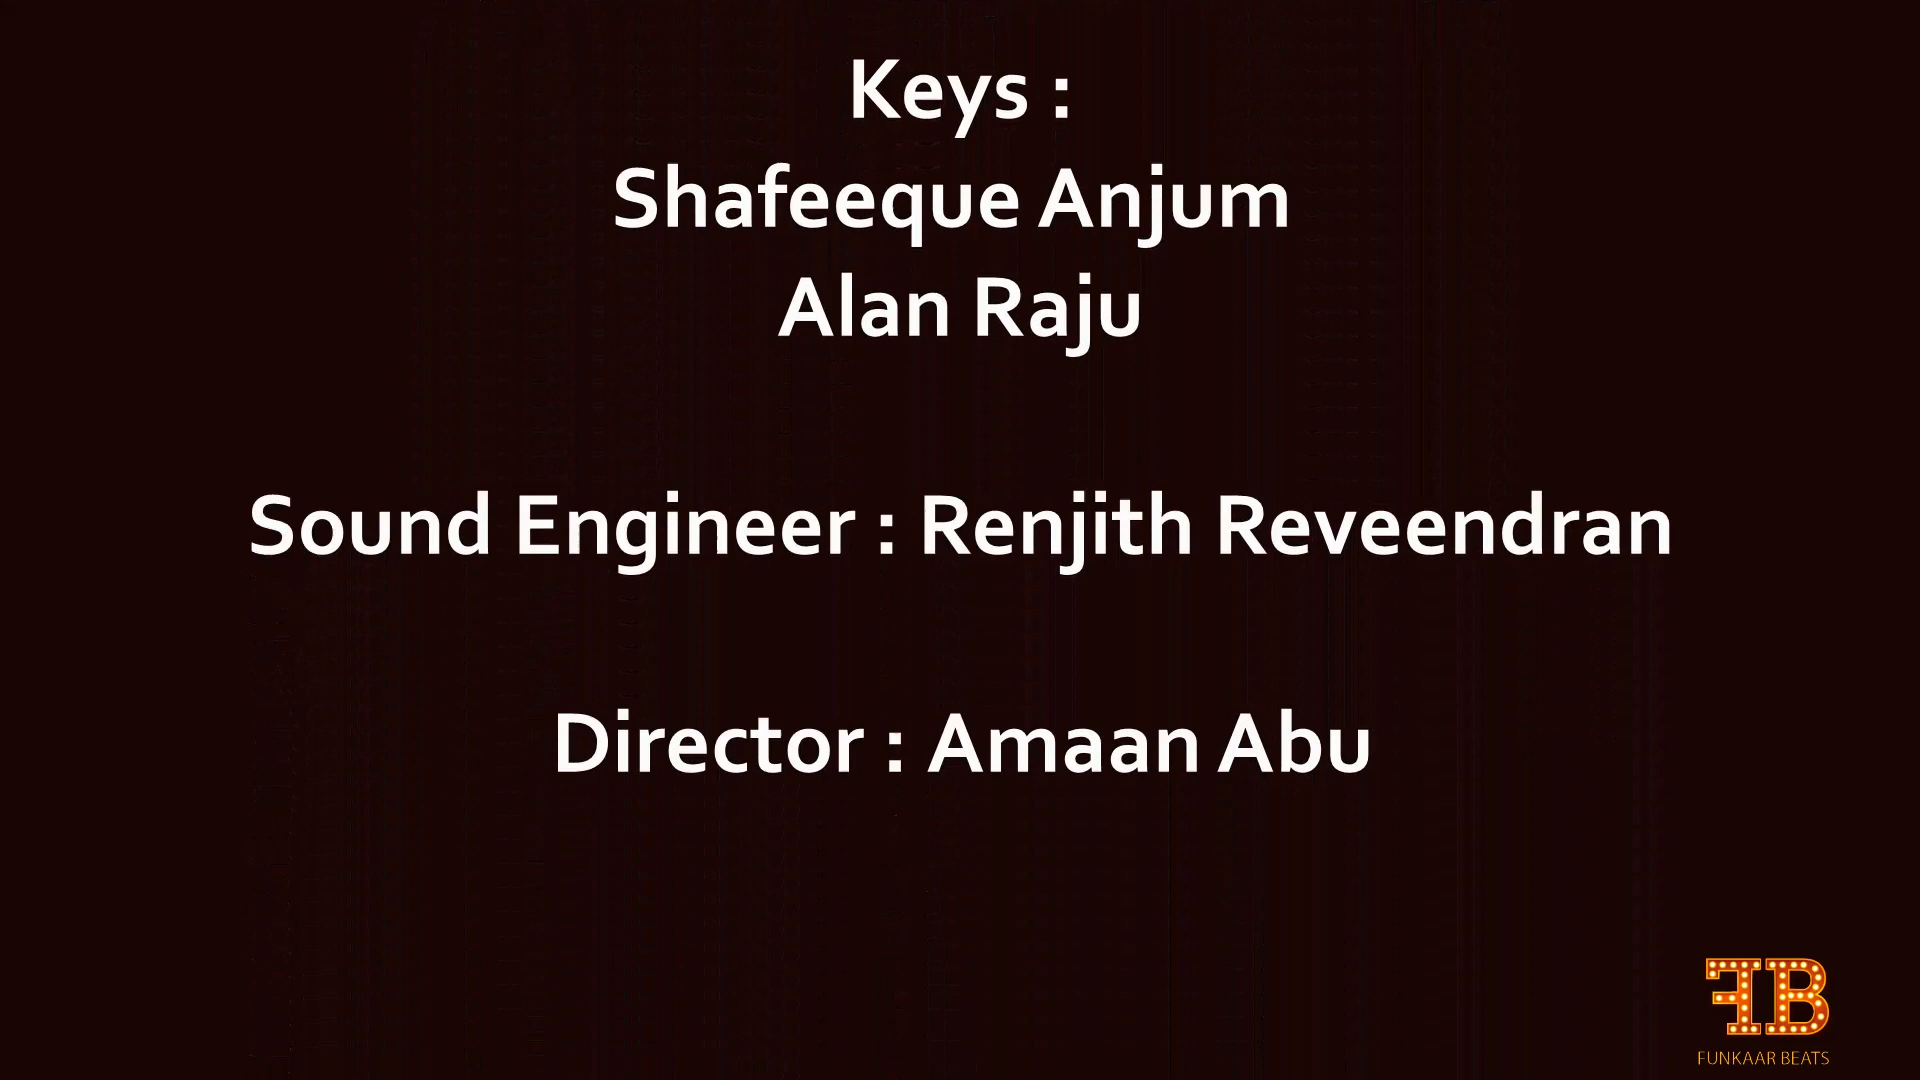 Keys :
Shafeeque Anjum
Alan Raju
Sound Engineer : Renjith Reveendran
Director : Amaan Abu
FB
FUNKAAR BEATS